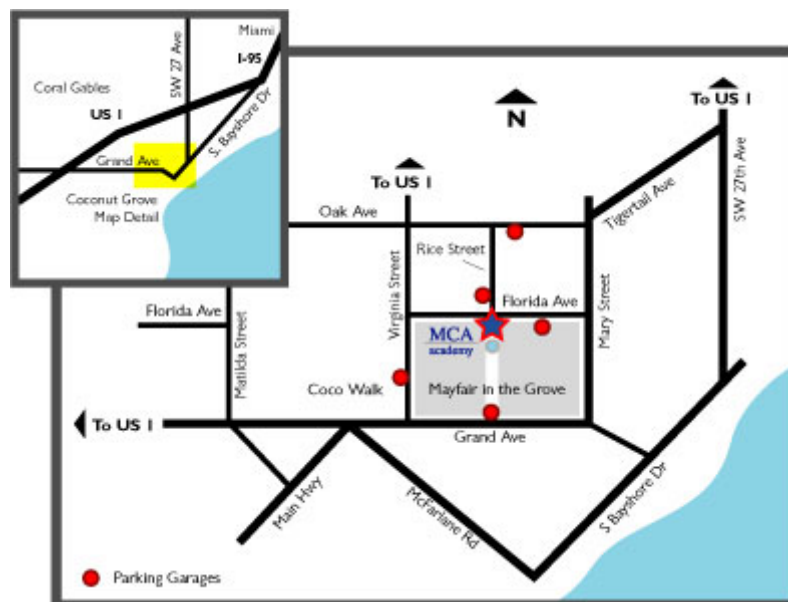 Miami
I-95
SW 27 Ave
Coral Gables
US 1
S. Bayshore Dr
Grand Ave
Coconut Grove
Map Detail
N
To US 1
To US 1
SW 27th Ave
Tigertail Ave
Oak Ave
Rice Street
Virginia Street
Mary Street
Florida Ave
Florida Ave
Matilda Street
MCA
academy
Coco Walk
Mayfair in the Grove
To US 1
Grand Ave
Main Hwy
McFarlane Rd
S Bayshore Dr
Parking Garages